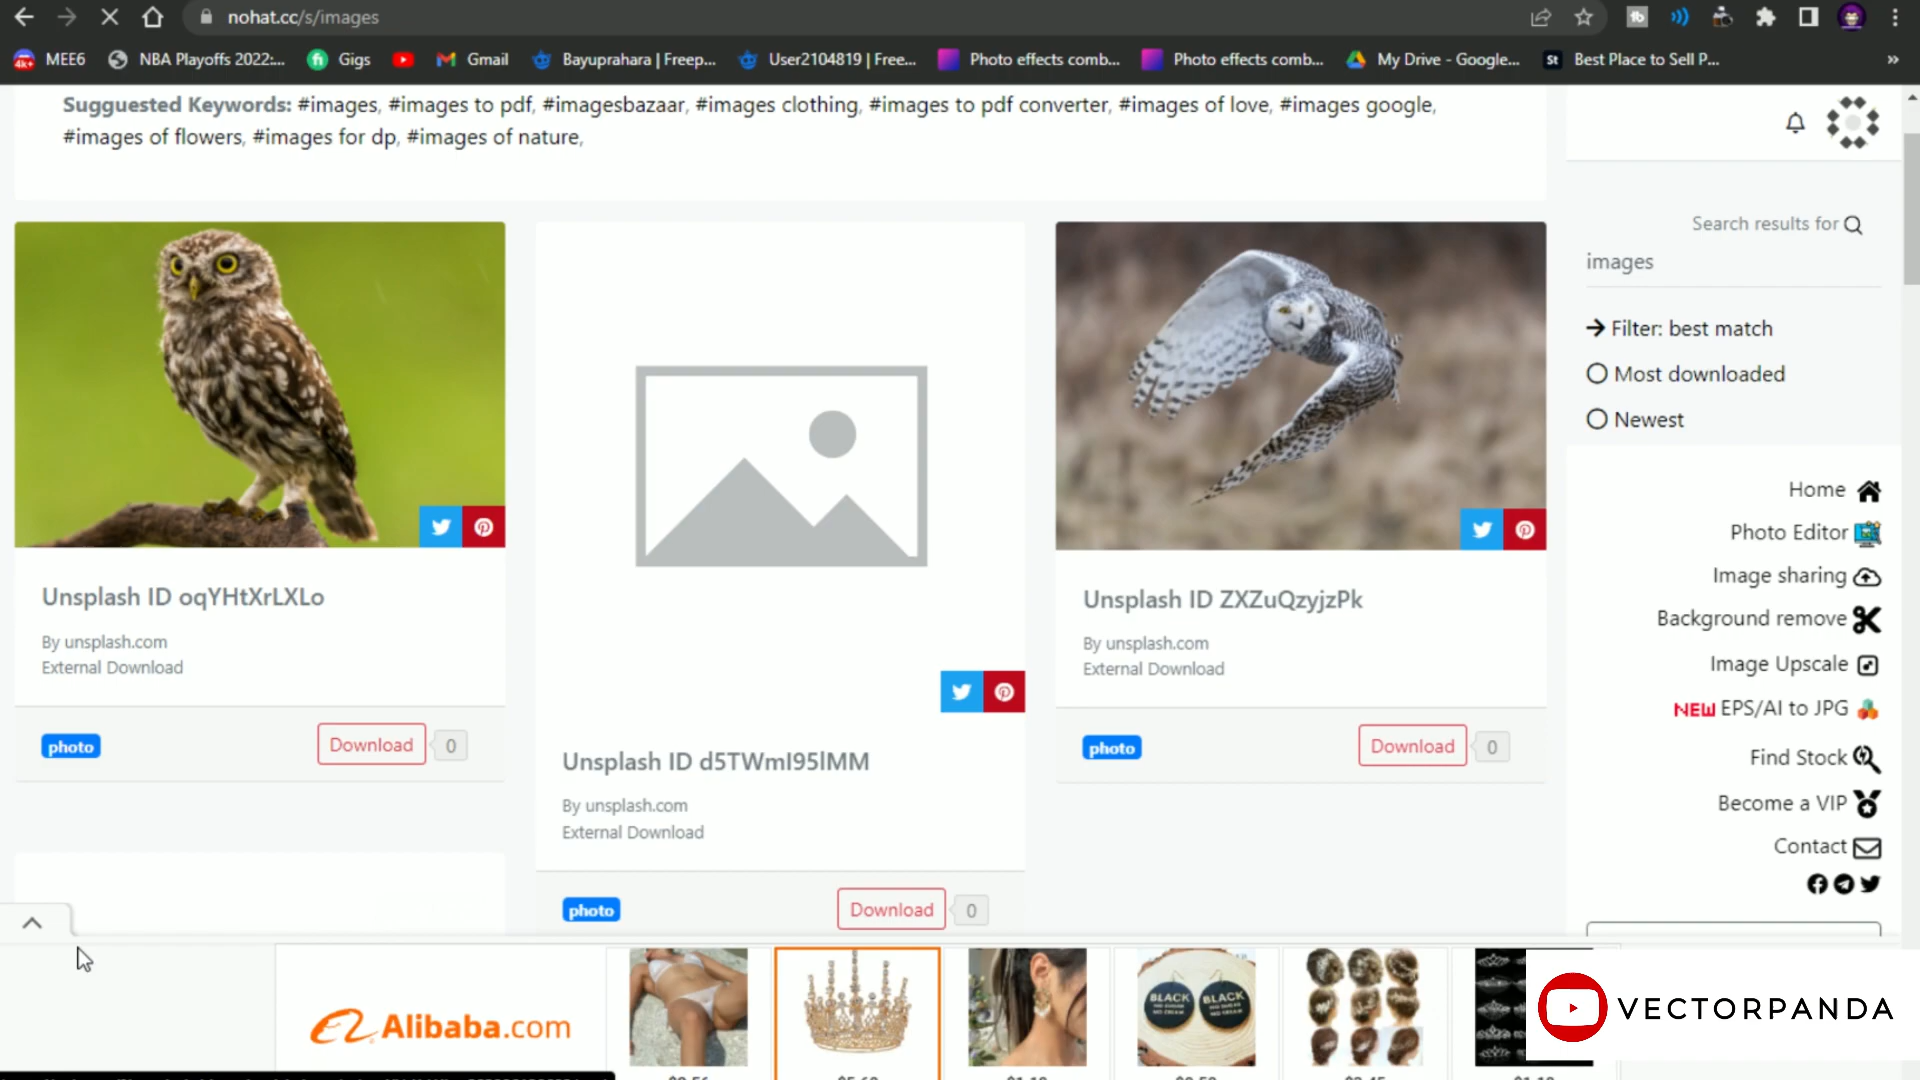 nohat.cc/s/images
MEE6
NBA Playoffs 2022:...
Gigs
Gmail
Bayuprahara | Freep...
User2104819 | Free...
Photo effects comb...
Photo effects comb...
My Drive - Google...
Best Place to Sell P...
Sugguested Keywords: #images, #images to pdf, #imagesbazaar, #images clothing, #images to pdf converter, #images of love, #images google,
#images of flowers, #images for dp, #images of nature,
Unsplash ID oqYHtXrLXLo
By unsplash.com
External Download
photo
Download
0
Unsplash ID d5TWmI95lMM
By unsplash.com
External Download
photo
Download
0
Unsplash ID ZXZuQzyjzPk
By unsplash.com
External Download
photo
Download
0
Search results for
images
Filter: best match
Most downloaded
Newest
Home
Photo Editor
Image sharing
Background remove
Image Upscale
NEW EPS/AI to JPG
Find Stock
Become a VIP
Contact
Alibaba.com
BLACK
BLACK
VECTORPANDA